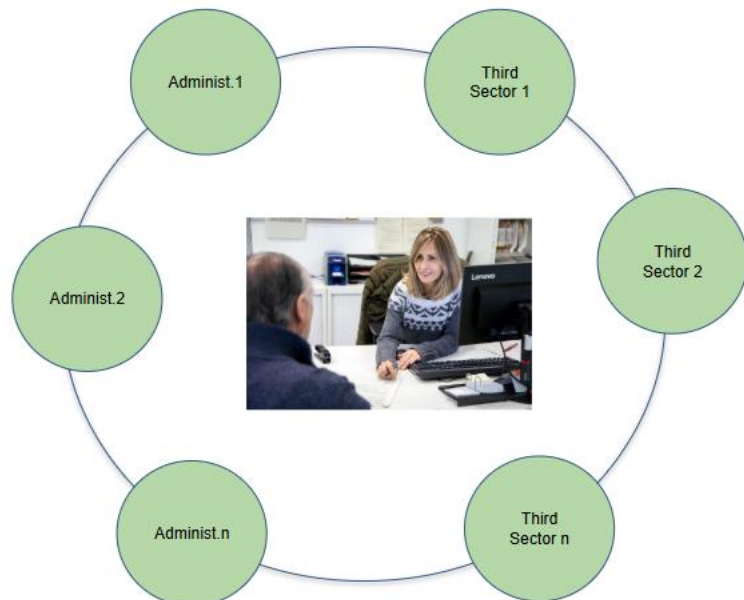 Administ.1
Third
Sector 1
Administ.2
Third
Sector 2
Lenovo
Administ.n
Third
Sector n